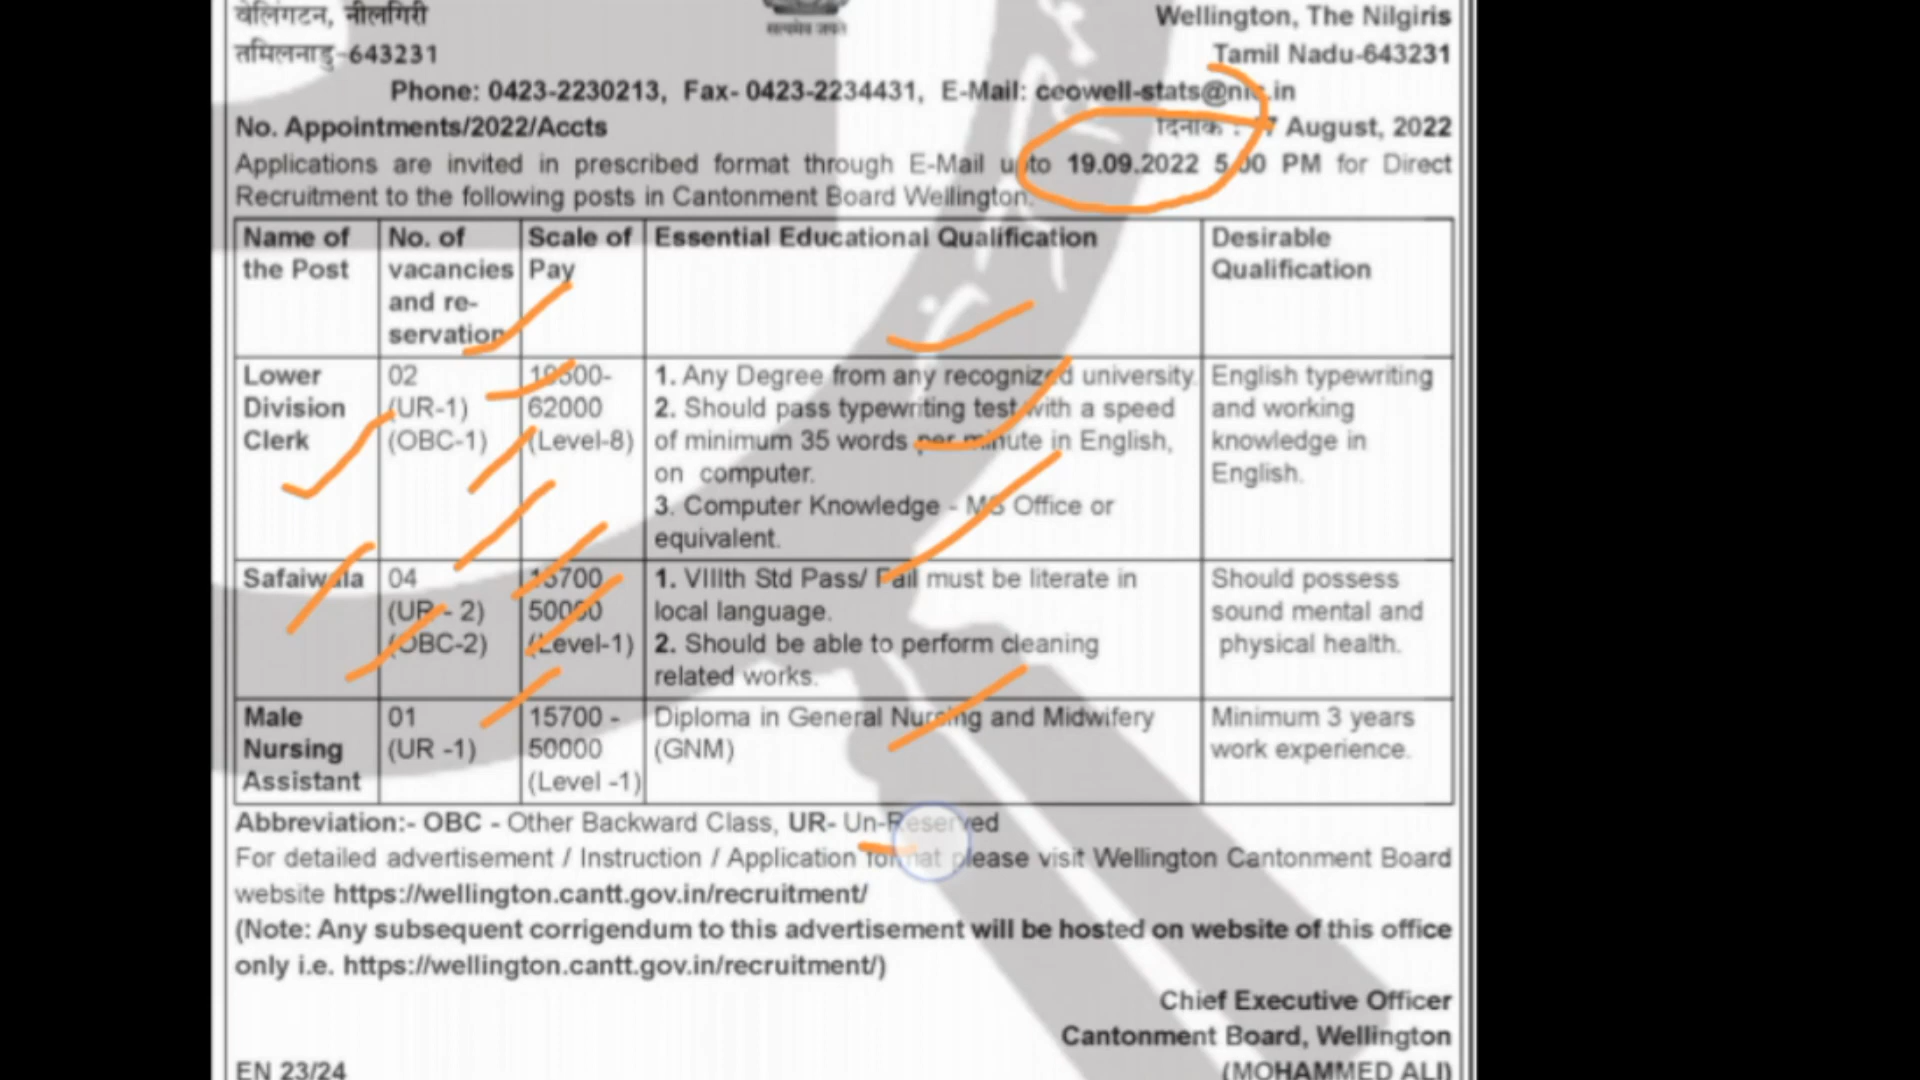 वेलिंगटन, नीलगिरी
तमिलनाडु-643231
सत्यमेव जयते
Wellington, The Nilgiris
Tamil Nadu-643231
Phone: 0423-2230213, Fax- 0423-2234431, E-Mail: ceowell-stats@nic.in
No. Appointments/2022/Accts
दिनांक : 7 August, 2022
Applications are invited in prescribed format through E-Mail upto 19.09.2022 5.00 PM for Direct
Recruitment to the following posts in Cantonment Board Wellington.
Name of
the Post
No. of
vacancies
and re-
servation
Scale of
Pay
Essential Educational Qualification
Desirable
Qualification
Lower
Division
Clerk
02
(UR-1)
(OBC-1)
19500-
62000
(Level-8)
1. Any Degree from any recognized university.
2. Should pass typewriting test with a speed
of minimum 35 words per minute in English,
on computer.
3. Computer Knowledge - MS Office or
equivalent.
English typewriting
and working
knowledge in
English.
Safaiwala
04
(UR - 2)
(OBC-2)
15700
50000
(Level-1)
1. VIIIth Std Pass/ Fail must be literate in
local language.
2. Should be able to perform cleaning
related works.
Should possess
sound mental and
physical health.
Male
Nursing
Assistant
01
(UR -1)
15700 -
50000
(Level -1)
Diploma in General Nursing and Midwifery
(GNM)
Minimum 3 years
work experience.
Abbreviation:- OBC - Other Backward Class, UR- Un-Reserved
For detailed advertisement / Instruction / Application format please visit Wellington Cantonment Board
website https://wellington.cantt.gov.in/recruitment/
(Note: Any subsequent corrigendum to this advertisement will be hosted on website of this office
only i.e. https://wellington.cantt.gov.in/recruitment/)
Chief Executive Officer
Cantonment Board, Wellington
EN 23/24
(MOHAMMED ALI)